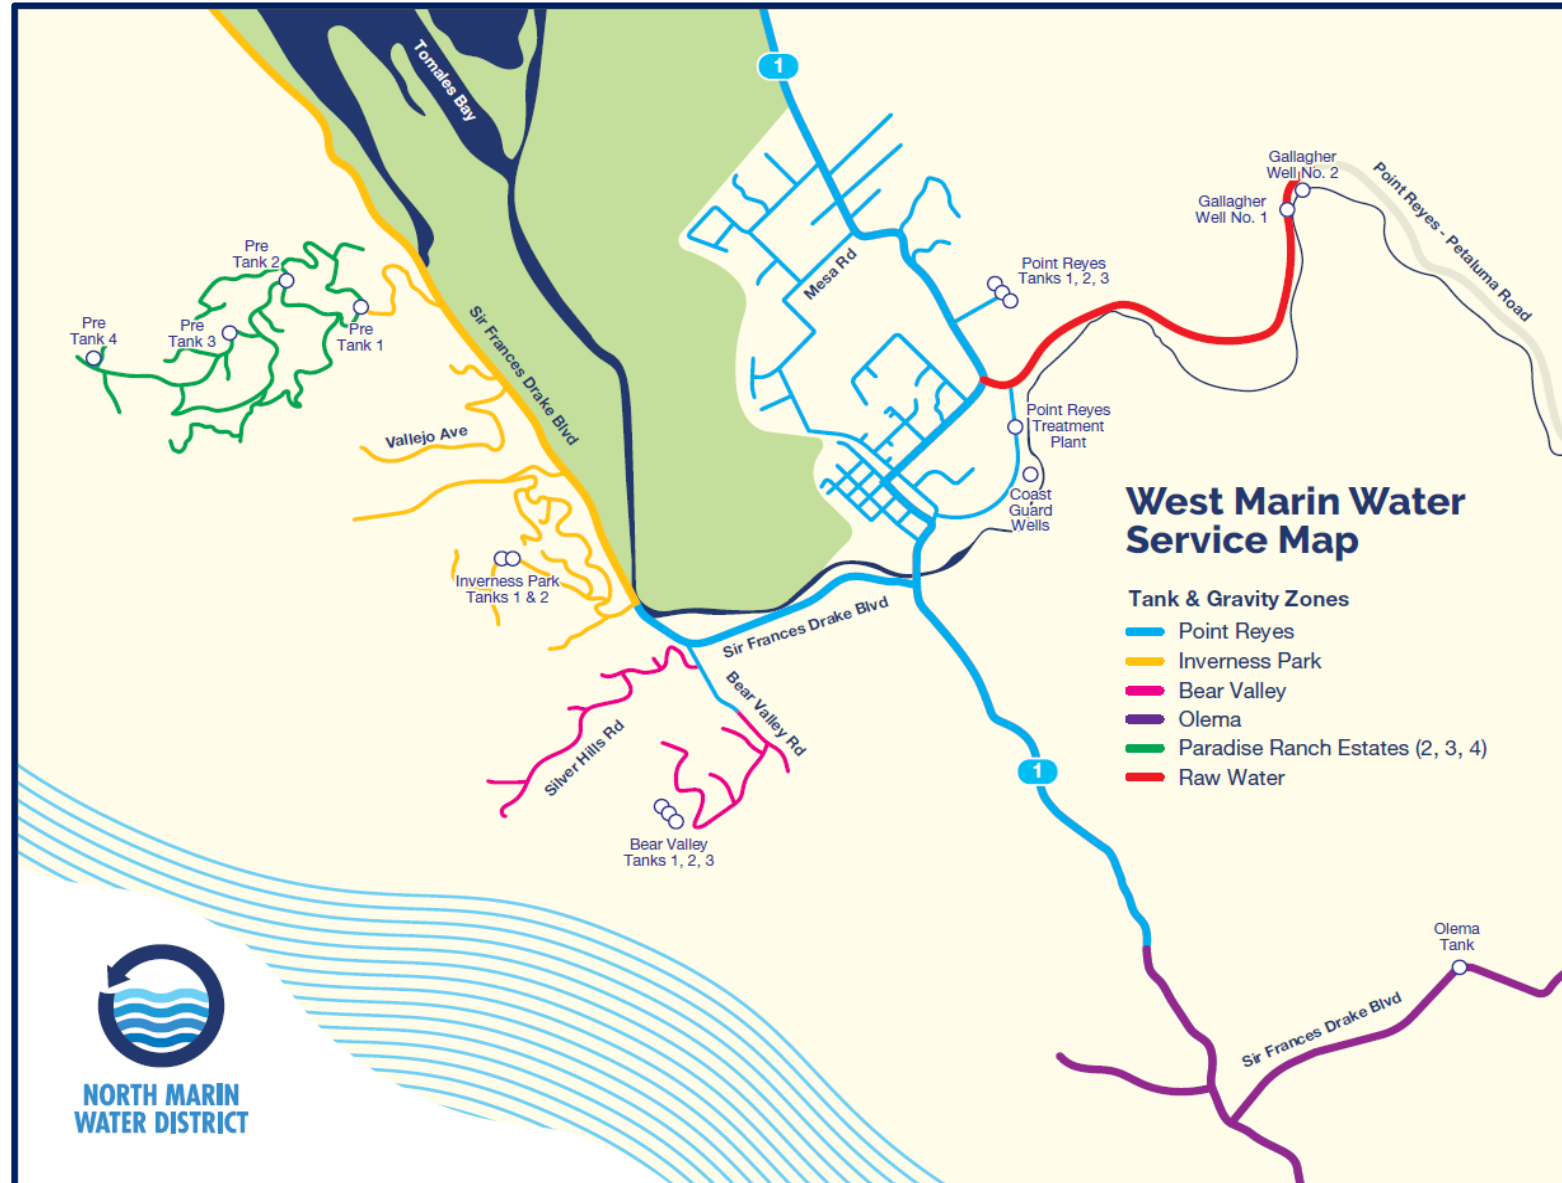 Tomales Bay
1
Gallagher
Well No. 2
Gallagher
Well No. 1
Point Reyes - Petaluma Road
Pre
Tank 2
Mesa Rd
Point Reyes
Tanks 1, 2, 3
Pre
Tank 4
Pre
Tank 3
Pre
Tank 1
Sir Frances Drake Blvd
Vallejo Ave
Point Reyes
Treatment
Plant
Coast
Guard
Wells
West Marin Water
Service Map
Inverness Park
Tanks 1 & 2
Tank & Gravity Zones
Point Reyes
Inverness Park
Bear Valley
Olema
Paradise Ranch Estates (2, 3, 4)
Raw Water
Sir Frances Drake Blvd
Bear Valley Rd
Silver Hills Rd
1
Bear Valley
Tanks 1, 2, 3
Olema
Tank
Sir Frances Drake Blvd
NORTH MARIN
WATER DISTRICT